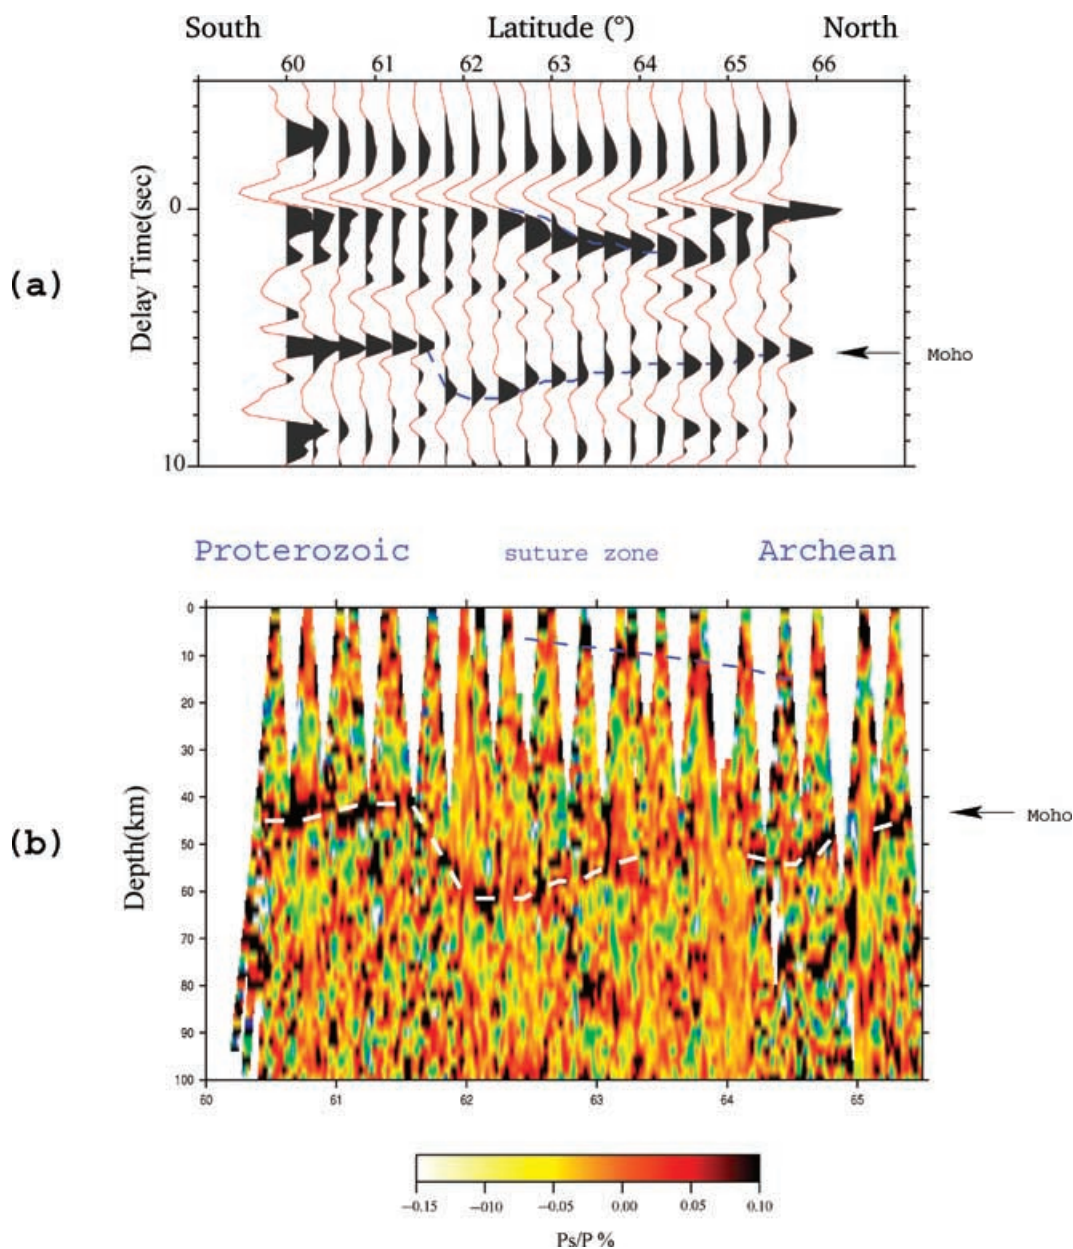 South Latitude (°) North
60 61 62 63 64 65 66
0
Delay Time(sec)
(a)
Moho
10
Proterozoic suture zone Archean
0
10
20
30
40
50
60
70
80
90
100
Depth(km)
(b)
Moho
60 61 62 63 64 65
−0.15 −010 −0.05 0.00 0.05 0.10
Ps/P %